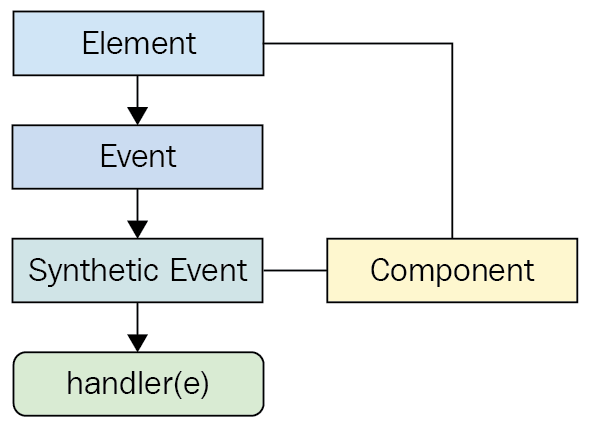 Element
Event
Synthetic Event
Component
handler(e)